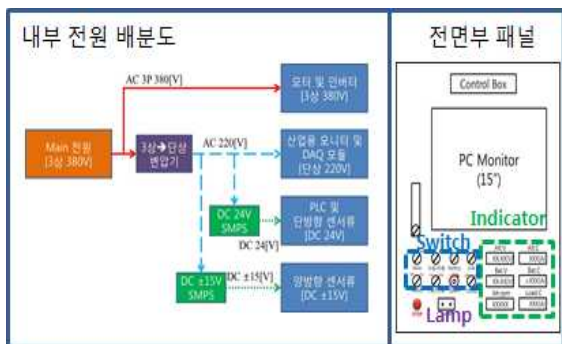 내부 전원 배분도
AC 3P 380[V]
모터 및 인버터
[3상 380V]
Main 전원
[3상 380V]
3상→단상
변압기
AC 220[V]
산업용 모니터 및
DAQ 모듈
[단상 220V]
DC 24V
SMPS
DC 24[V]
PLC 및
단방향 센서류
[DC 24V]
DC ±15V
SMPS
DC ±15[V]
양방향 센서류
[DC ±15V]
전면부 패널
Control Box
PC Monitor
(15")
Indicator
Switch
Bat.V
Bat.C
Load C
Lamp